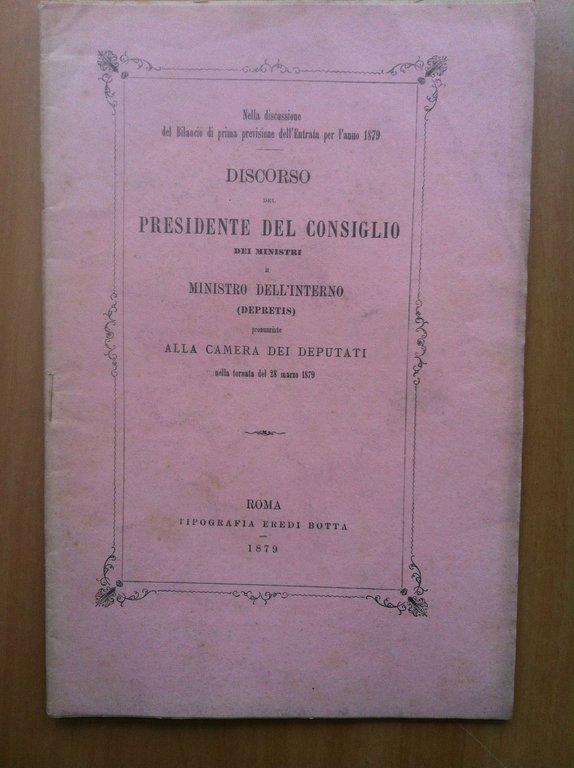 Nella discussione
del Bilancio di prima previsione dell'Entrata per l'anno 1879
DISCORSO
DEL
PRESIDENTE DEL CONSIGLIO
DEI MINISTRI
E
MINISTRO DELL'INTERNO
(DEPRETIS)
pronunziato
ALLA CAMERA DEI DEPUTATI
nella tornata del 28 marzo 1879
ROMA
TIPOGRAFIA EREDI BOTTA
1879